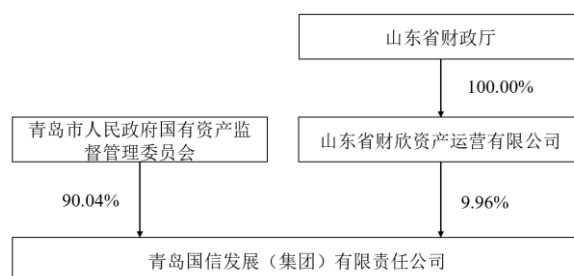 山东省财政厅
100.00%
青岛市人民政府国有资产监
督管理委员会
山东省财欣资产运营有限公司
90.04%
9.96%
青岛国信发展（集团）有限责任公司